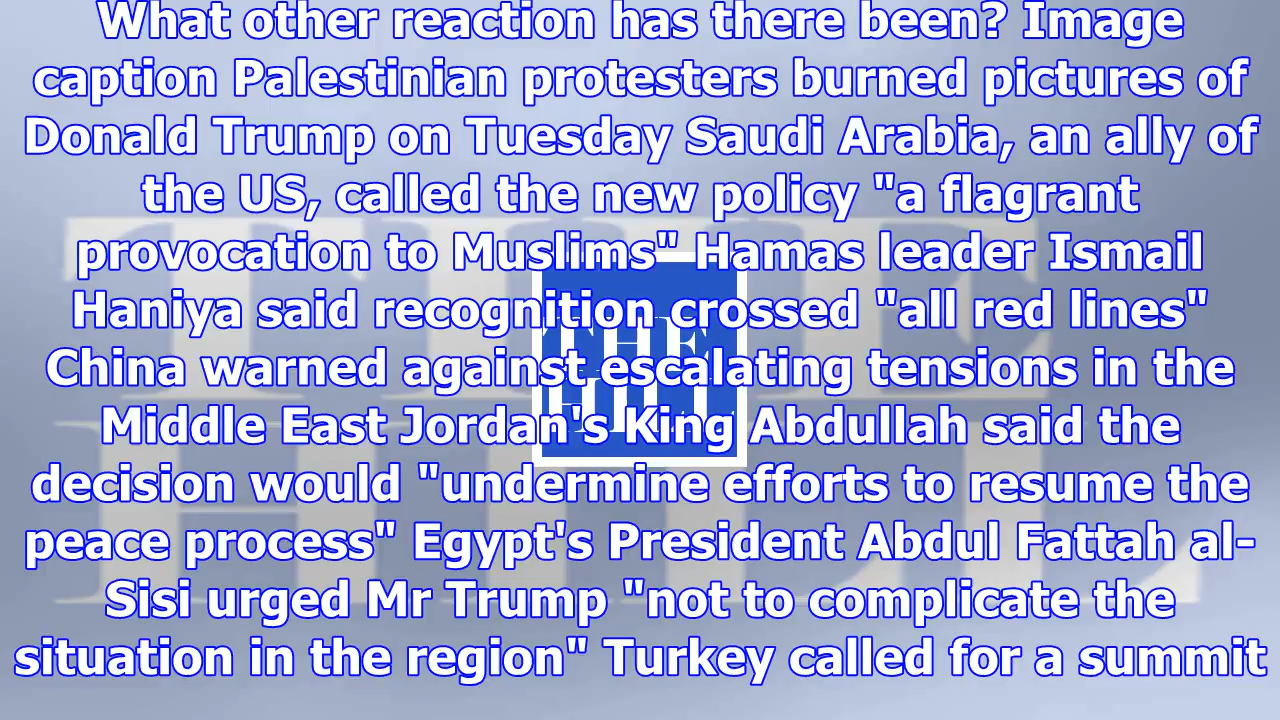 What other reaction has there been? Image
caption Palestinian protesters burned pictures of
Donald Trump on Tuesday Saudi Arabia, an ally of
the US, called the new policy "a flagrant
provocation to Muslims" Hamas leader Ismail
Haniya said recognition crossed "all red lines"
China warned against escalating tensions in the
Middle East Jordan's King Abdullah said the
decision would "undermine efforts to resume the
peace process" Egypt's President Abdul Fattah al-
Sisi urged Mr Trump "not to complicate the
situation in the region" Turkey called for a summit
THE
HILL
THE
HILL